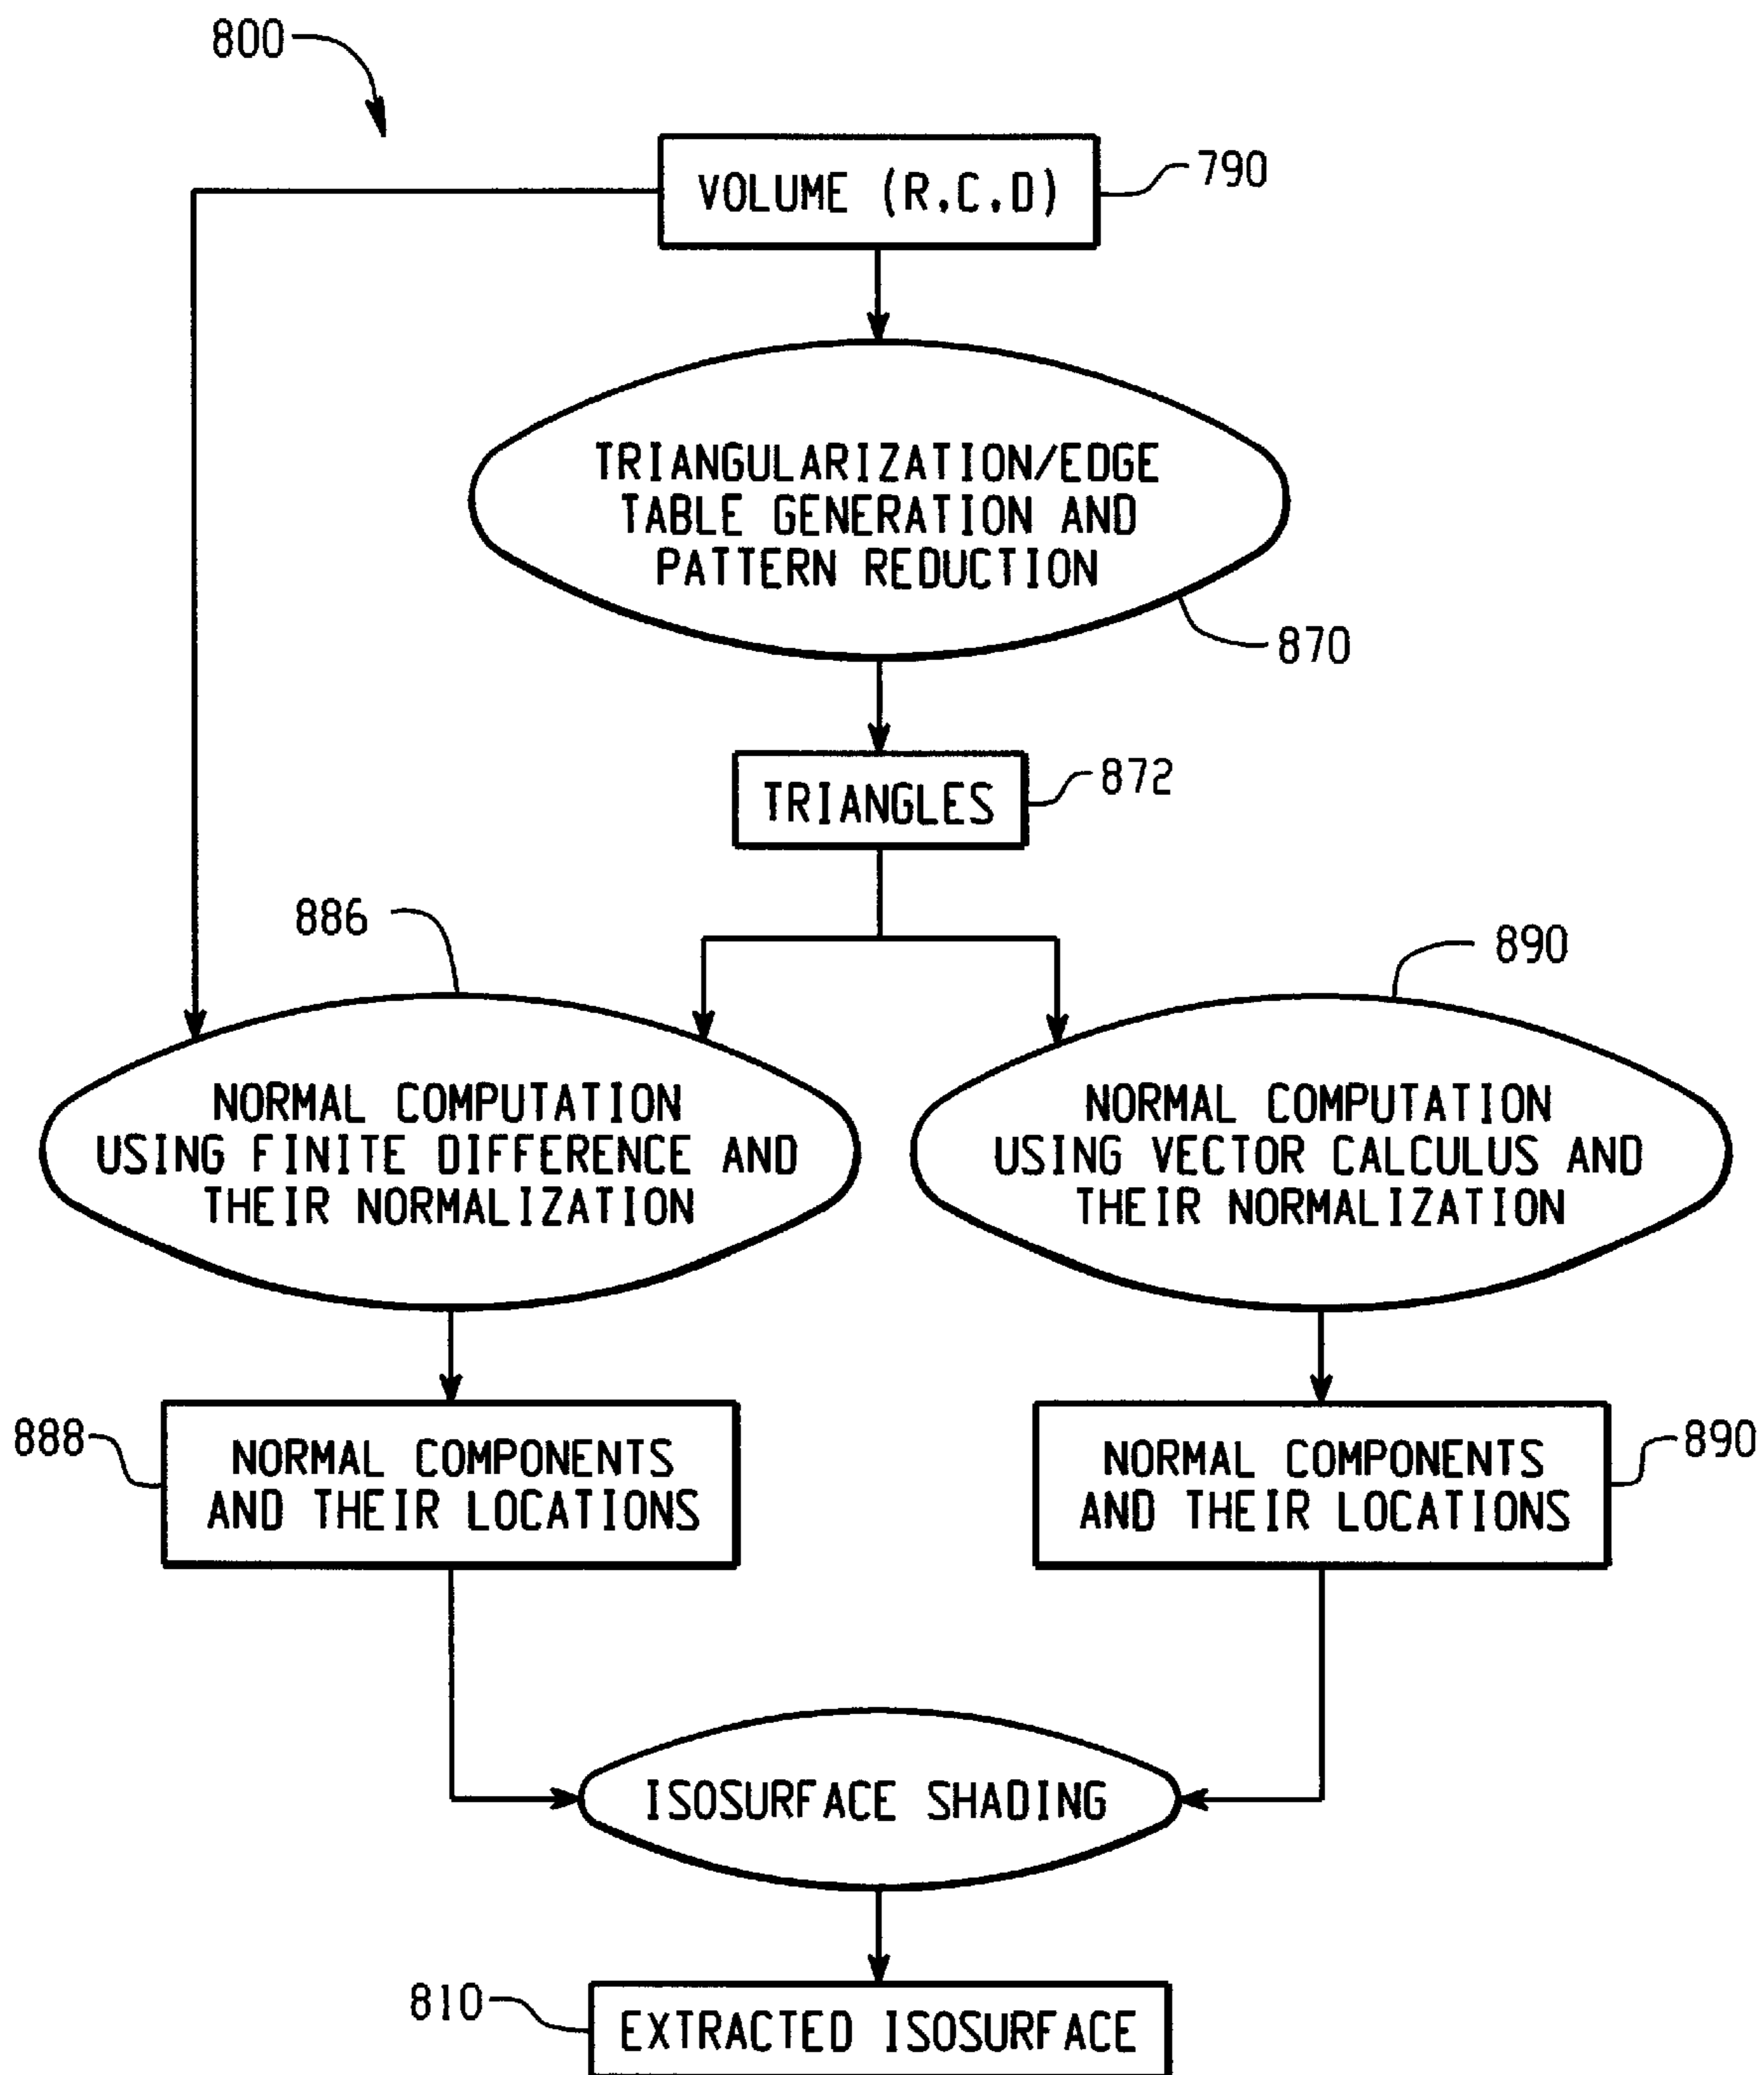 800
VOLUME (R.C.D)
790
TRIANGULARIZATION/EDGE
TABLE GENERATION AND
PATTERN REDUCTION
870
TRIANGLES
872
886
890
NORMAL COMPUTATION
USING FINITE DIFFERENCE AND
THEIR NORMALIZATION
NORMAL COMPUTATION
USING VECTOR CALCULUS AND
THEIR NORMALIZATION
888
NORMAL COMPONENTS
AND THEIR LOCATIONS
NORMAL COMPONENTS
AND THEIR LOCATIONS
890
ISOSURFACE SHADING
810
EXTRACTED ISOSURFACE